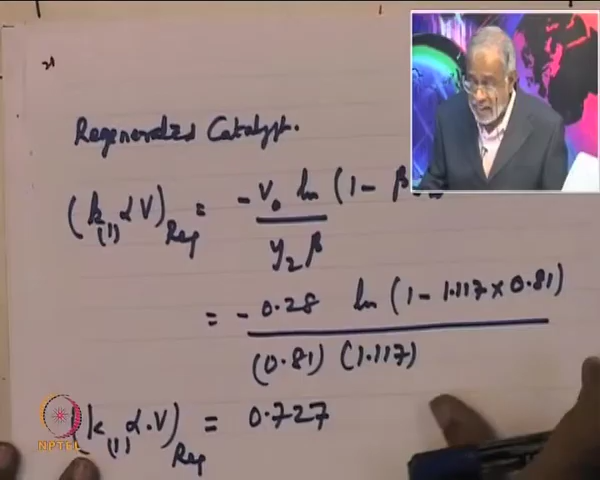 21
Regenerated Catalyst.
(k₍₁₎ α V)Reg = -V₀ ln (1 - β
y₂ β
= - 0.28 ln (1 - 1.117 x 0.81)
(0.81) (1.117)
(k₍₁₎ α . V)Reg = 0.727
NPTEL